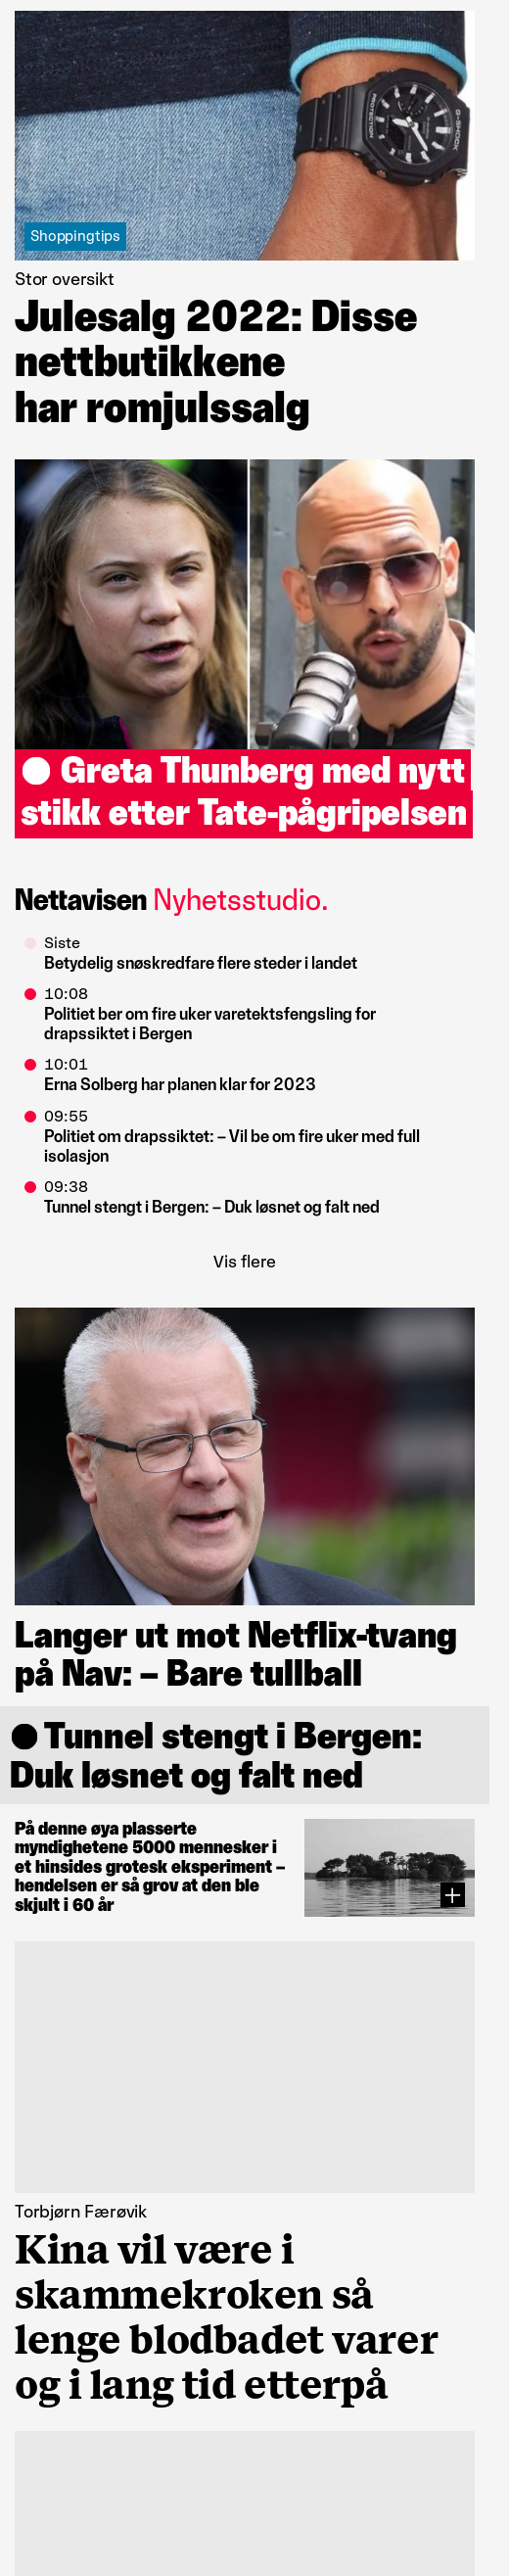 PROTECTION
G-SHOCK
Shoppingtips
Stor oversikt
Julesalg 2022: Disse
nettbutikkene
har romjulssalg
Greta Thunberg med nytt
stikk etter Tate-pågripelsen
Nettavisen Nyhetsstudio.
Siste
Betydelig snøskredfare flere steder i landet
10:08
Politiet ber om fire uker varetektsfengsling for
drapssiktet i Bergen
10:01
Erna Solberg har planen klar for 2023
09:55
Politiet om drapssiktet: – Vil be om fire uker med full
isolasjon
09:38
Tunnel stengt i Bergen: – Duk løsnet og falt ned
Vis flere
Langer ut mot Netflix-tvang
på Nav: – Bare tullball
Tunnel stengt i Bergen:
Duk løsnet og falt ned
På denne øya plasserte
myndighetene 5000 mennesker i
et hinsides grotesk eksperiment –
hendelsen er så grov at den ble
skjult i 60 år
Torbjørn Færøvik
Kina vil være i
skammekroken så
lenge blodbadet varer
og i lang tid etterpå